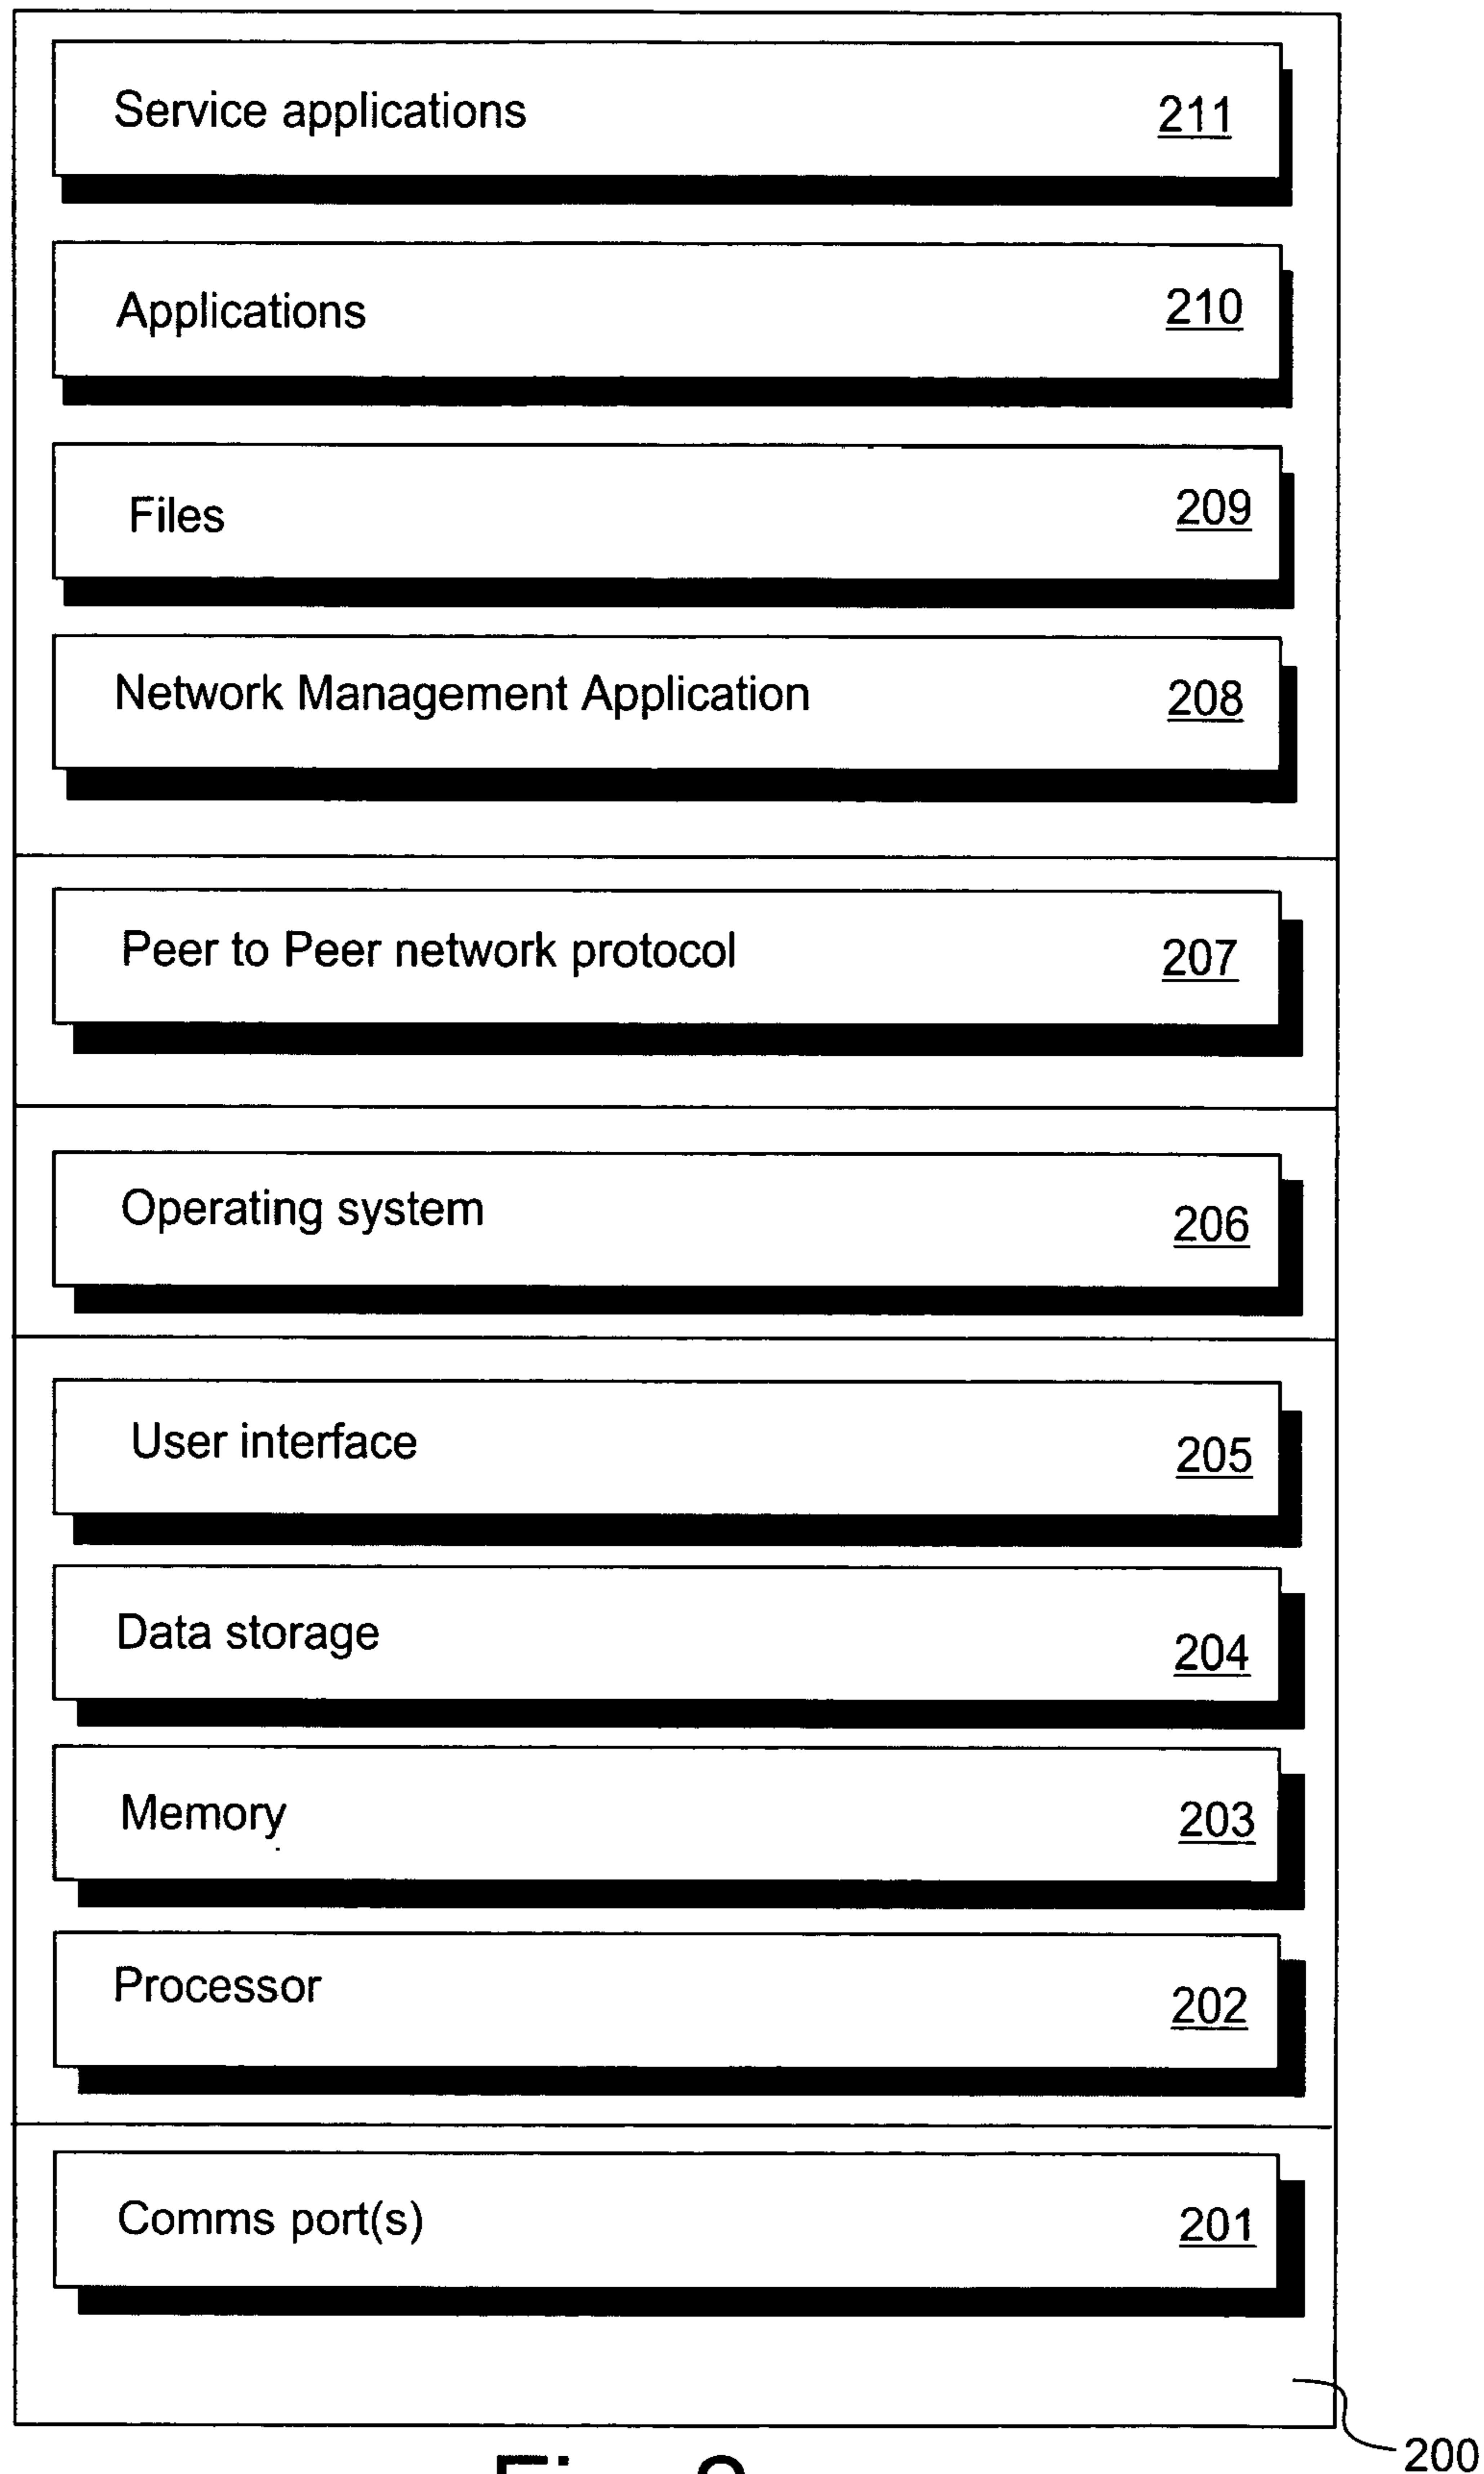 Service applications 211
Applications 210
Files 209
Network Management Application 208
Peer to Peer network protocol 207
Operating system 206
User interface 205
Data storage 204
Memory 203
Processor 202
Comms port(s) 201
200